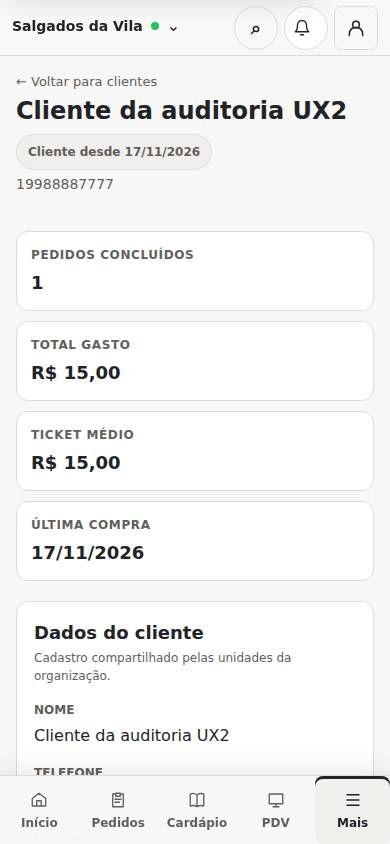 Salgados da Vila
← Voltar para clientes
Cliente da auditoria UX2
Cliente desde 17/11/2026
19988887777
PEDIDOS CONCLUÍDOS
1
TOTAL GASTO
R$ 15,00
TICKET MÉDIO
R$ 15,00
ÚLTIMA COMPRA
17/11/2026
Dados do cliente
Cadastro compartilhado pelas unidades da
organização.
NOME
Cliente da auditoria UX2
TELEFONE
Início Pedidos Cardápio PDV Mais